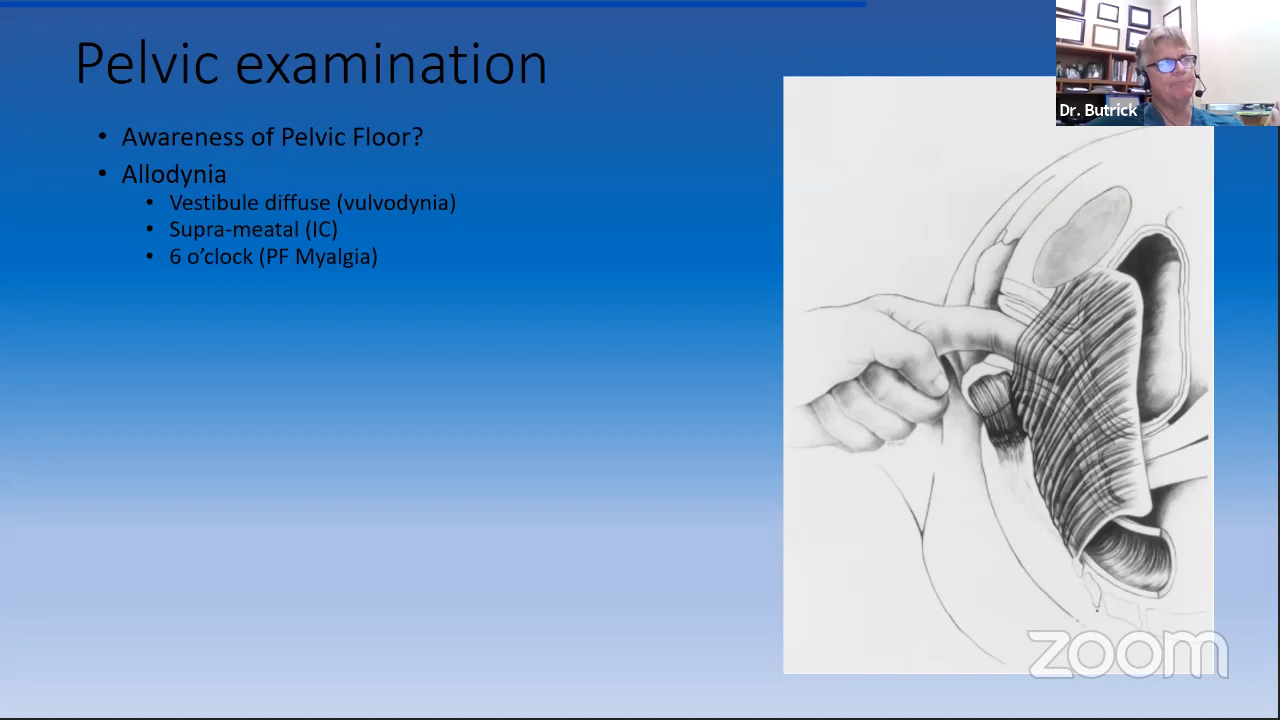 Pelvic examination
• Awareness of Pelvic Floor?
• Allodynia
• Vestibule diffuse (vulvodynia)
• Supra-meatal (IC)
• 6 o’clock (PF Myalgia)
Dr. Butrick
zoom